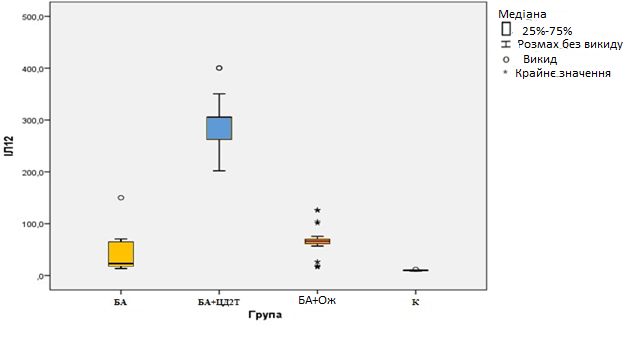 500,0
400,0
300,0
200,0
100,0
,0
ІЛ12
БА
БА+ЦД2Т
БА+Ож
К
Група
Медіана
25%-75%
Розмах без викиду
Викид
Крайнє значення